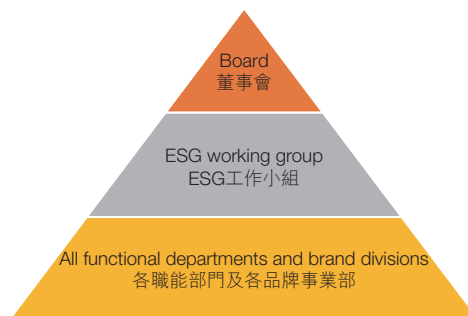 Board
董事會
ESG working group
ESG工作小組
All functional departments and brand divisions
各職能部門及各品牌事業部